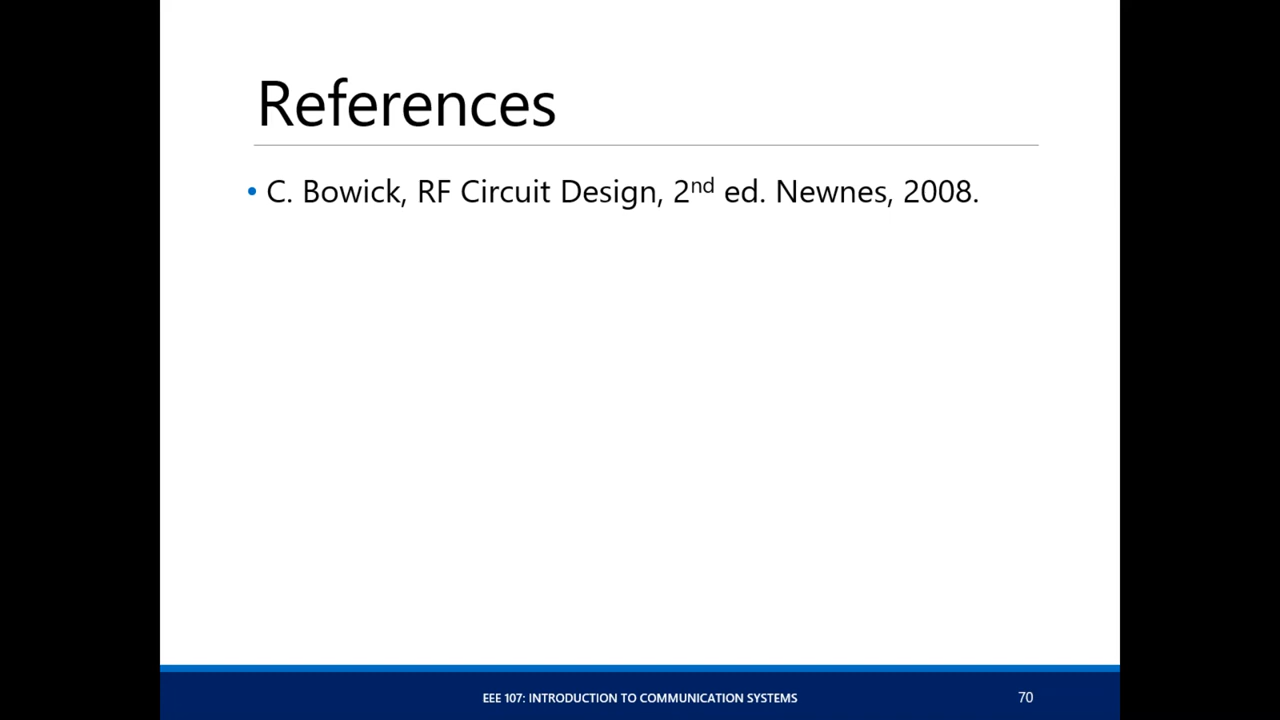 References
• C. Bowick, RF Circuit Design, 2nd ed. Newnes, 2008.
EEE 107: INTRODUCTION TO COMMUNICATION SYSTEMS
70